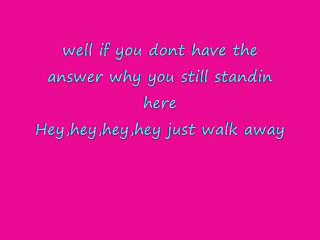 well if you dont have the
answer why you still standin
here
Hey,hey,hey,hey just walk away